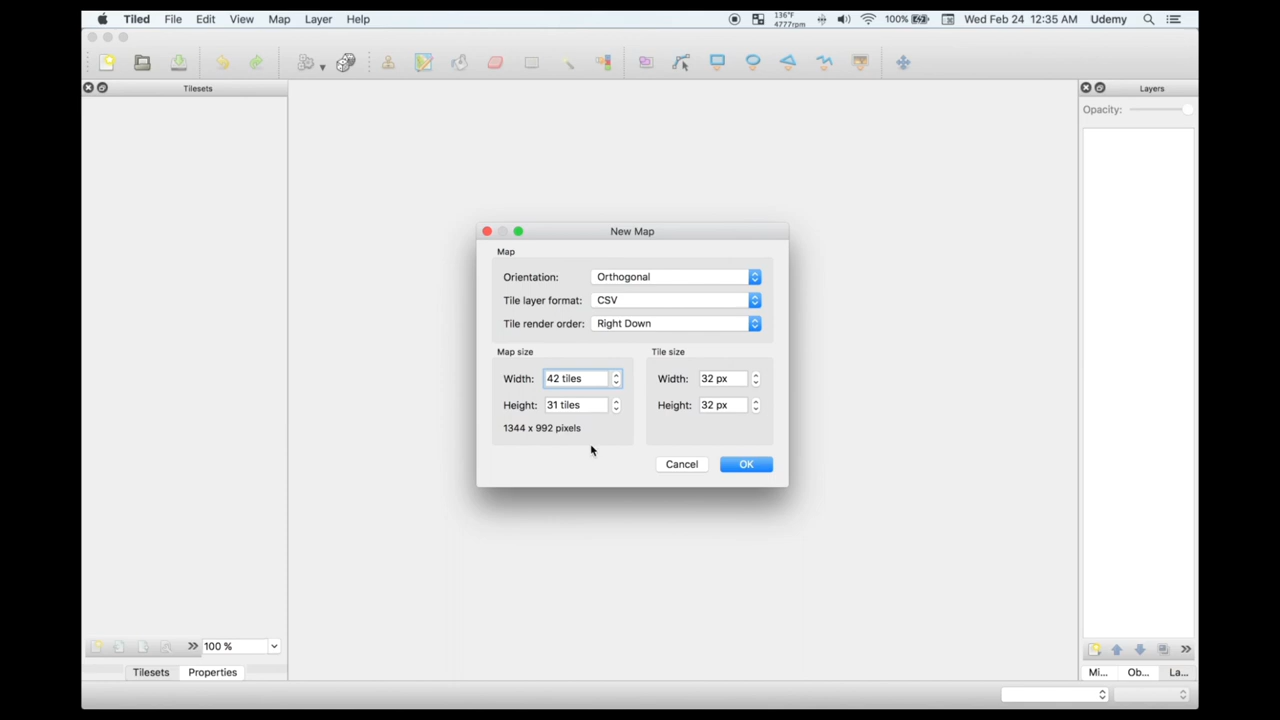 Tiled File Edit View Map Layer Help 136°F 4777rpm 100% Wed Feb 24 12:35 AM Udemy
Tilesets
Layers
Opacity:
New Map
Map
Orientation: Orthogonal
Tile layer format: CSV
Tile render order: Right Down
Map size Tile size
Width: 42 tiles Width: 32 px
Height: 31 tiles Height: 32 px
1344 x 992 pixels
Cancel OK
100 %
Tilesets Properties Mi... Ob... La...